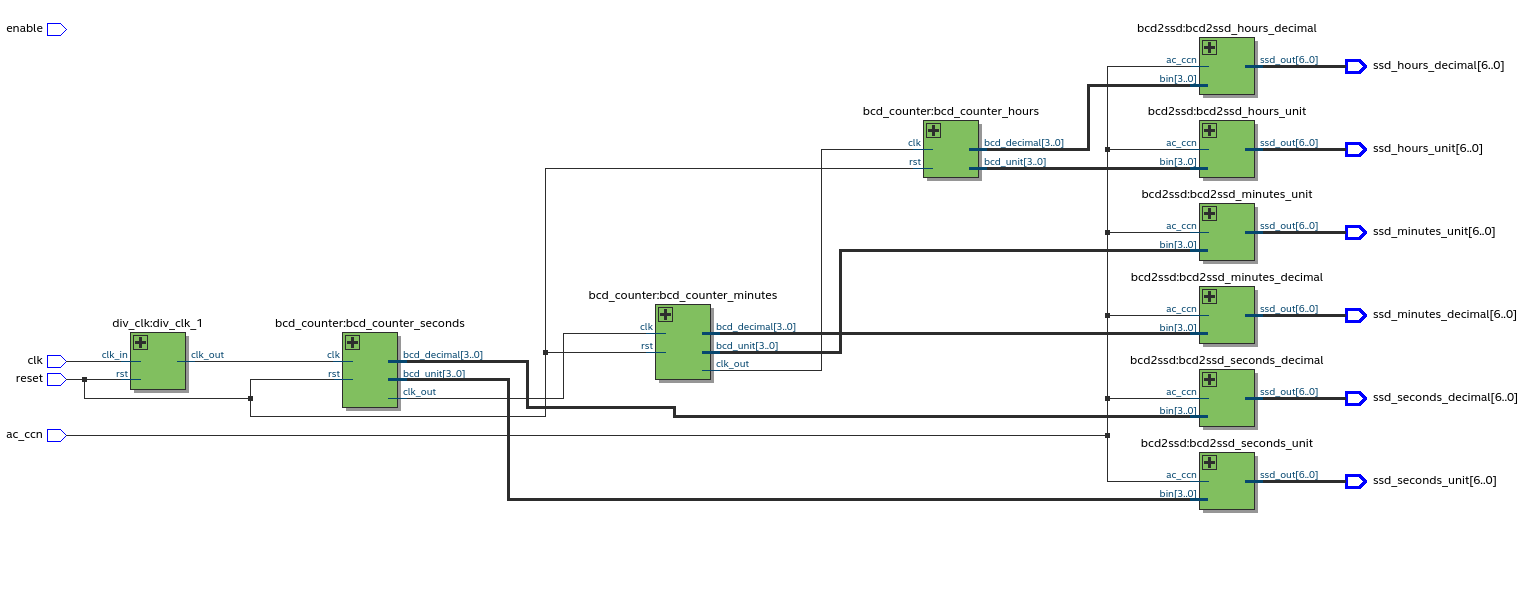 enable
bcd2ssd:bcd2ssd_hours_decimal
ac_ccn
bin[3..0]
ssd_out[6..0]
ssd_hours_decimal[6..0]
bcd_counter:bcd_counter_hours
clk
rst
bcd_decimal[3..0]
bcd_unit[3..0]
bcd2ssd:bcd2ssd_hours_unit
ac_ccn
bin[3..0]
ssd_out[6..0]
ssd_hours_unit[6..0]
bcd2ssd:bcd2ssd_minutes_unit
ac_ccn
bin[3..0]
ssd_out[6..0]
ssd_minutes_unit[6..0]
bcd_counter:bcd_counter_minutes
clk
rst
bcd_decimal[3..0]
bcd_unit[3..0]
clk_out
bcd2ssd:bcd2ssd_minutes_decimal
ac_ccn
bin[3..0]
ssd_out[6..0]
ssd_minutes_decimal[6..0]
div_clk:div_clk_1
clk
reset
clk_in
rst
clk_out
bcd_counter:bcd_counter_seconds
clk
rst
bcd_decimal[3..0]
bcd_unit[3..0]
clk_out
bcd2ssd:bcd2ssd_seconds_decimal
ac_ccn
bin[3..0]
ssd_out[6..0]
ssd_seconds_decimal[6..0]
ac_ccn
bcd2ssd:bcd2ssd_seconds_unit
ac_ccn
bin[3..0]
ssd_out[6..0]
ssd_seconds_unit[6..0]